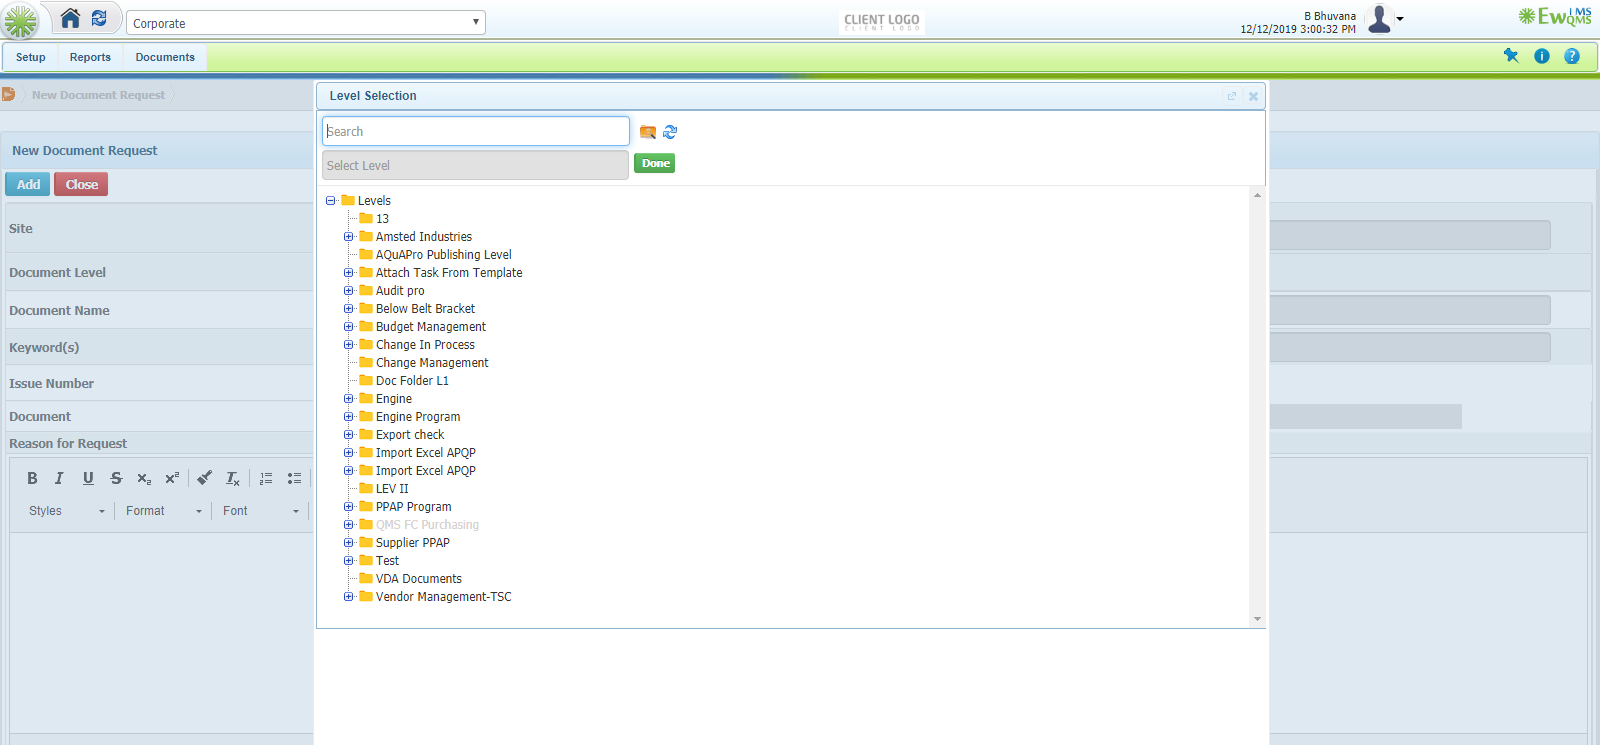 Corporate
CLIENT LOGO
CLIENT LOGO
B Bhuvana
12/12/2019 3:00:32 PM
EwQMS
IMS
Setup Reports Documents
New Document Request
Level Selection
Search
New Document Request
Select Level Done
Add Close
Levels
13
Site
Amsted Industries
AQuAPro Publishing Level
Document Level
Attach Task From Template
Audit pro
Document Name
Below Belt Bracket
Budget Management
Keyword(s)
Change In Process
Change Management
Issue Number
Doc Folder L1
Engine
Document
Engine Program
Export check
Reason for Request
Import Excel APQP
Import Excel APQP
LEV II
PPAP Program
Styles Format Font
QMS FC Purchasing
Supplier PPAP
Test
VDA Documents
Vendor Management-TSC